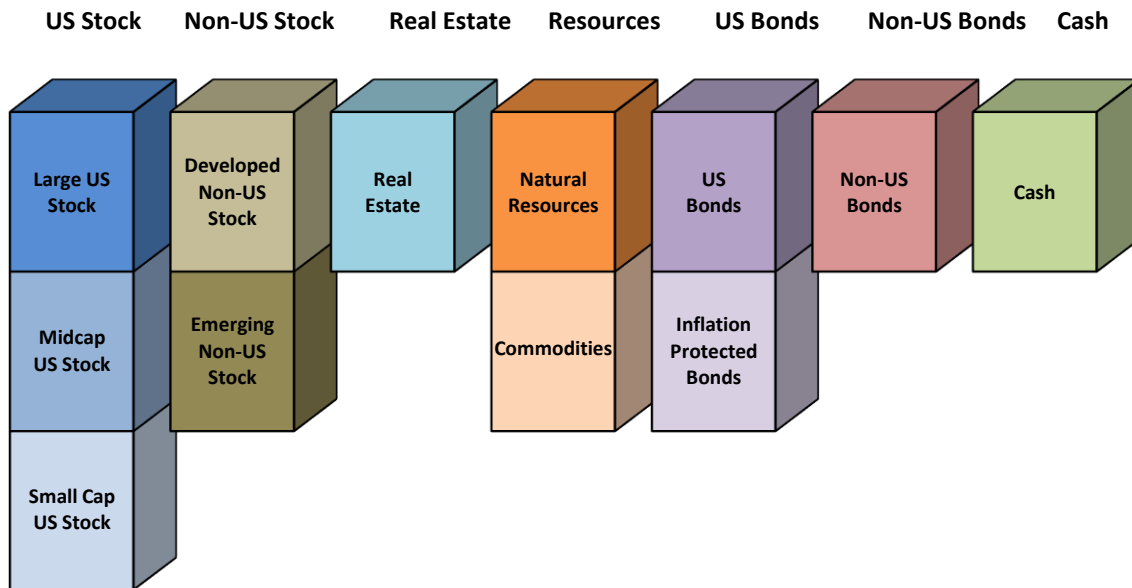 US Stock Non-US Stock Real Estate Resources US Bonds Non-US Bonds Cash
Large US
Stock
Developed
Non-US
Stock
Real
Estate
Natural
Resources
US
Bonds
Non-US
Bonds
Cash
Midcap
US Stock
Emerging
Non-US
Stock
Commodities
Inflation
Protected
Bonds
Small Cap
US Stock